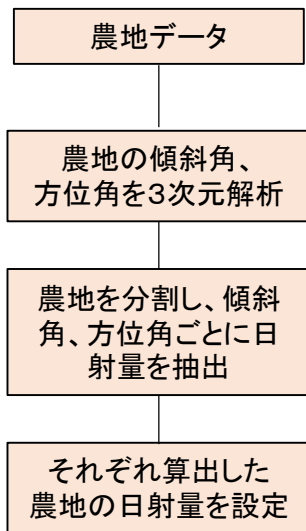 農地データ
農地の傾斜角、
方位角を3次元解析
農地を分割し、傾斜
角、方位角ごとに日
射量を抽出
それぞれ算出した
農地の日射量を設定